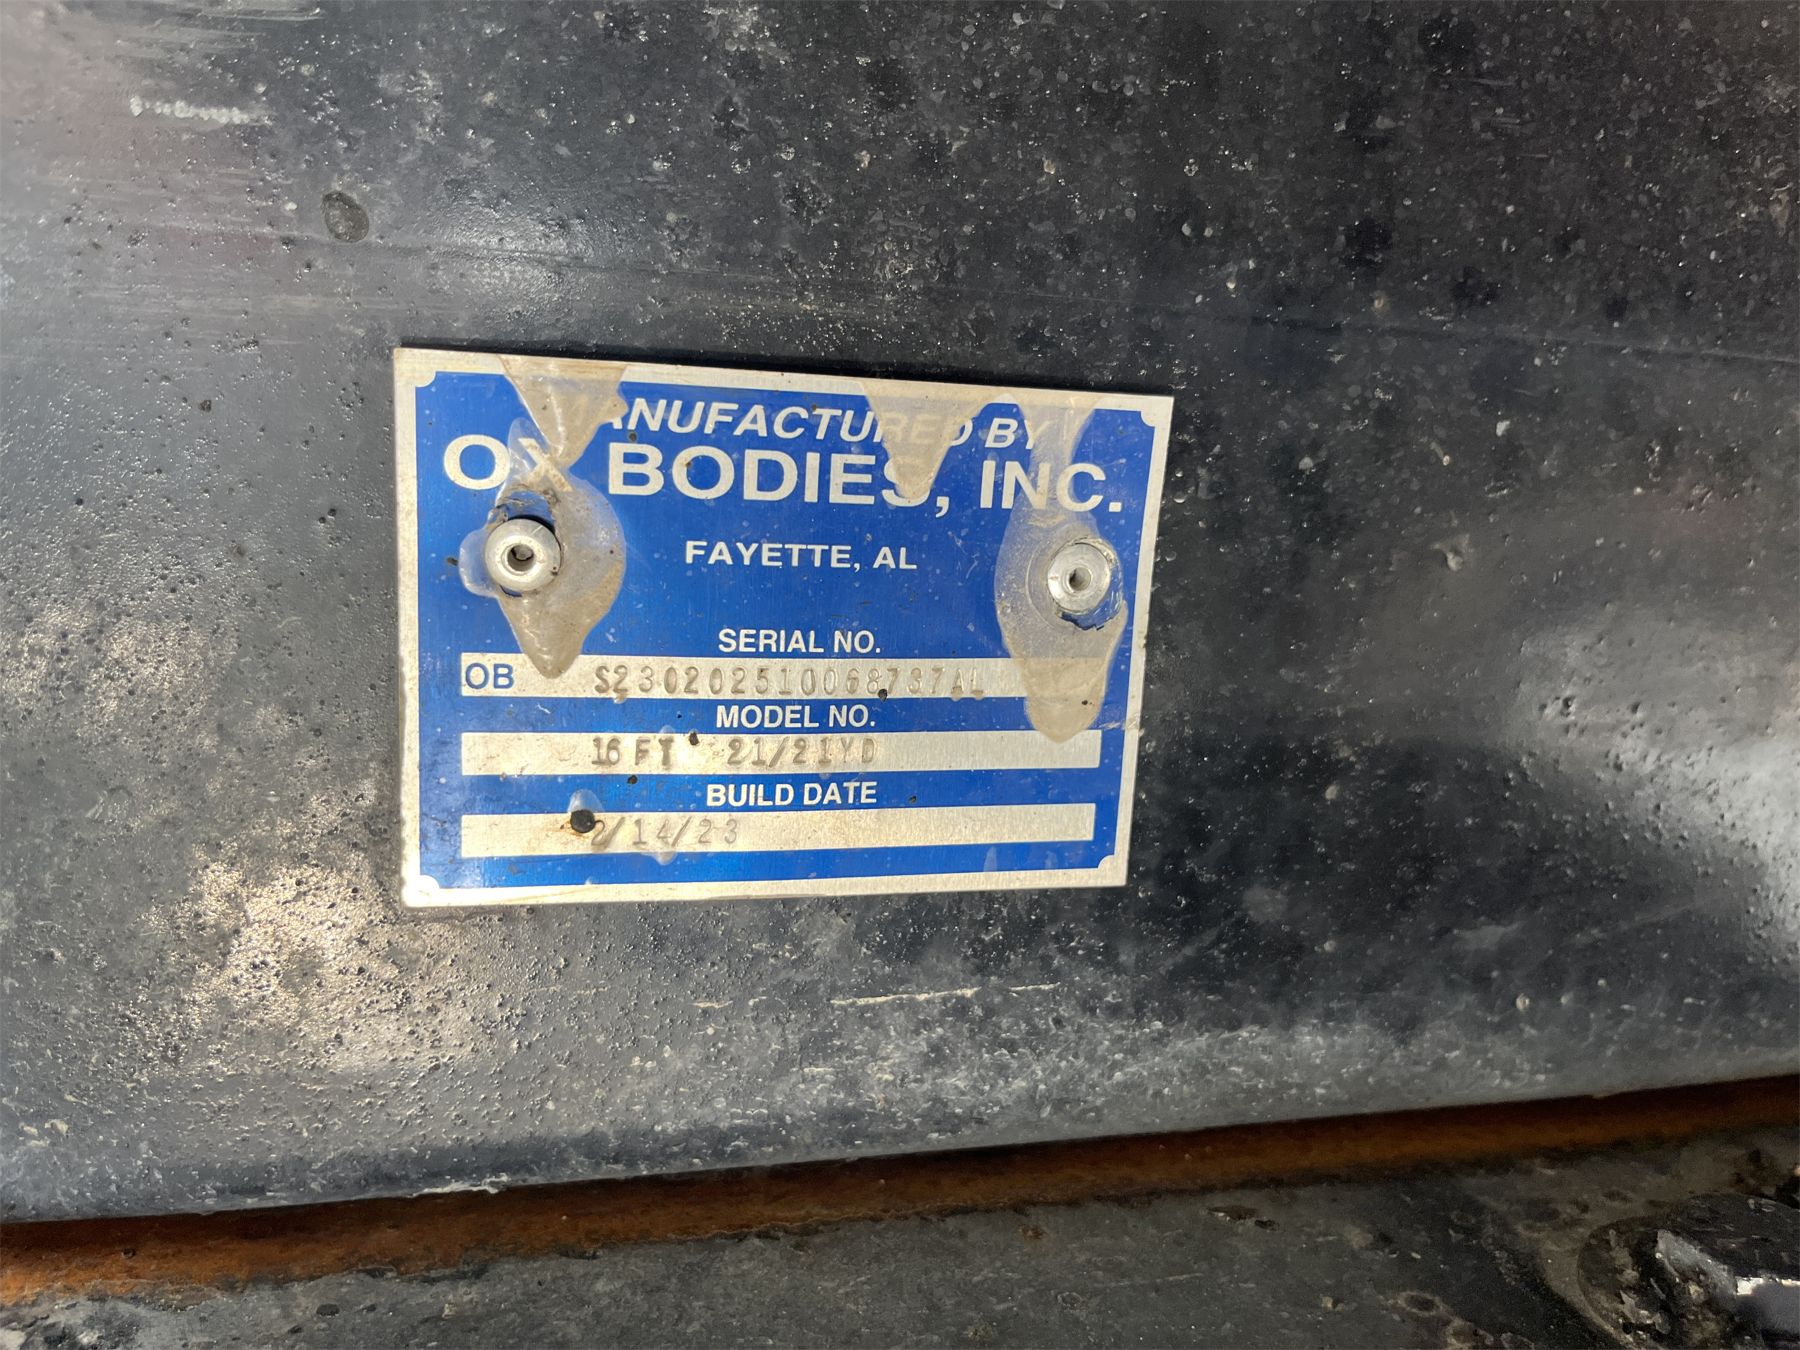 MANUFACTURED BY
OX BODIES, INC.
FAYETTE, AL
SERIAL NO.
OB S230202510068737AL
MODEL NO.
16 FT 21/21YD
BUILD DATE
2/14/23